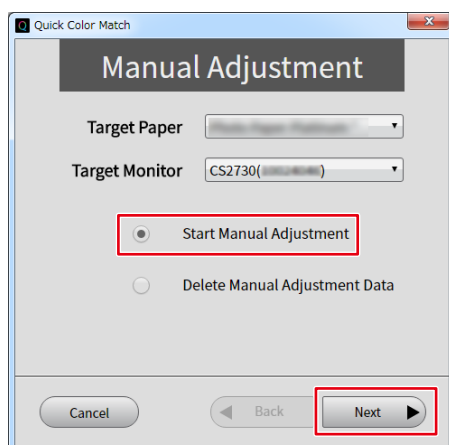 Quick Color Match
Manual Adjustment
Target Paper
Target Monitor CS2730( )
Start Manual Adjustment
Delete Manual Adjustment Data
Cancel Back Next